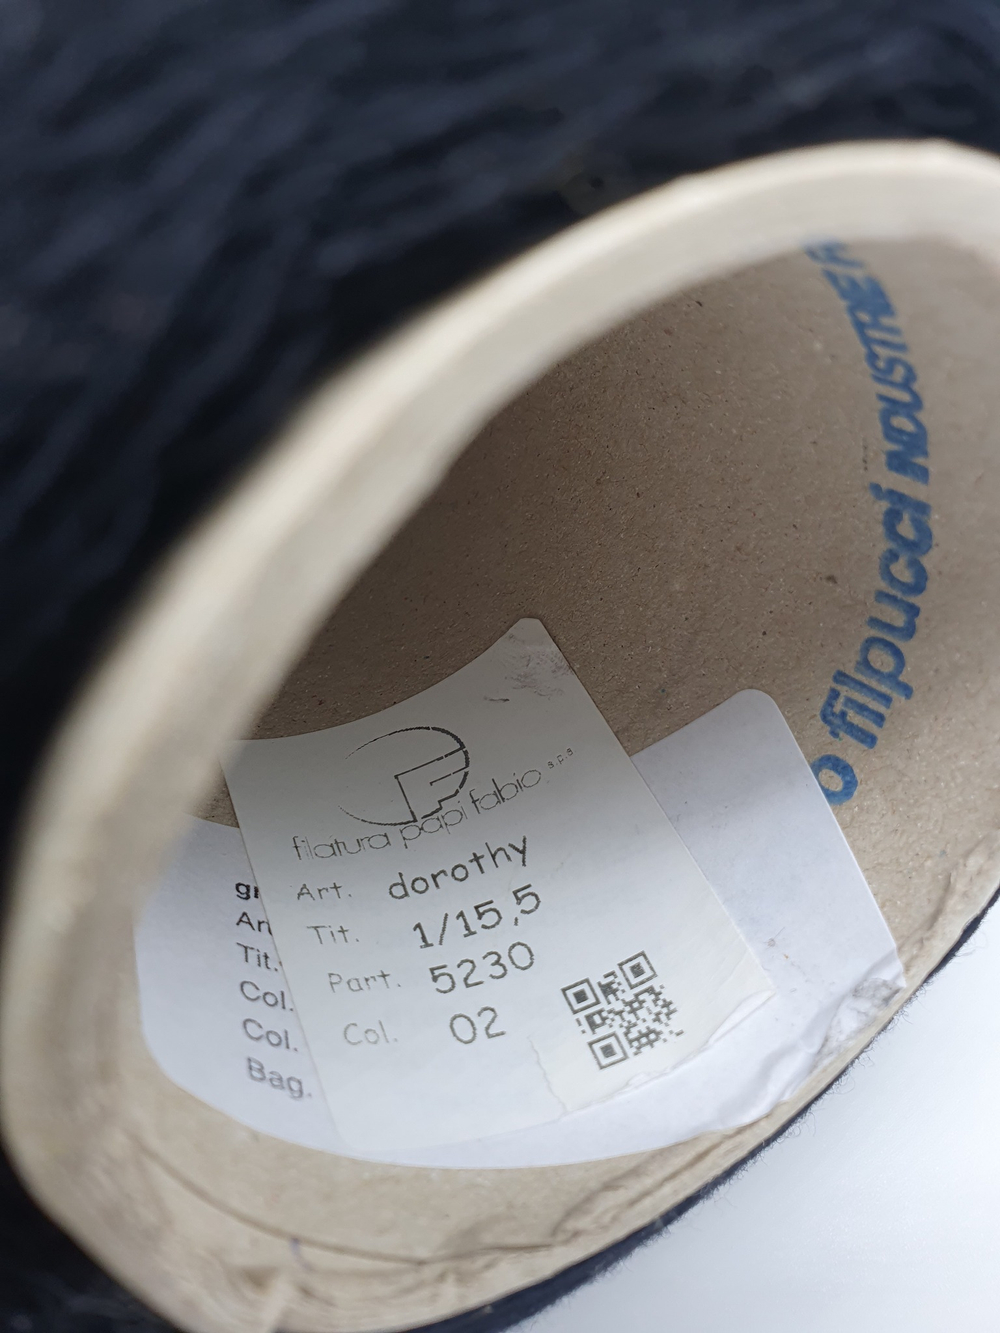 filpucci INDUSTRIE
filatura papi fabio s.p.a
Art. dorothy
Tit. 1/15,5
Part. 5230
Col. 02
Tit.
Col.
Col.
Bag.